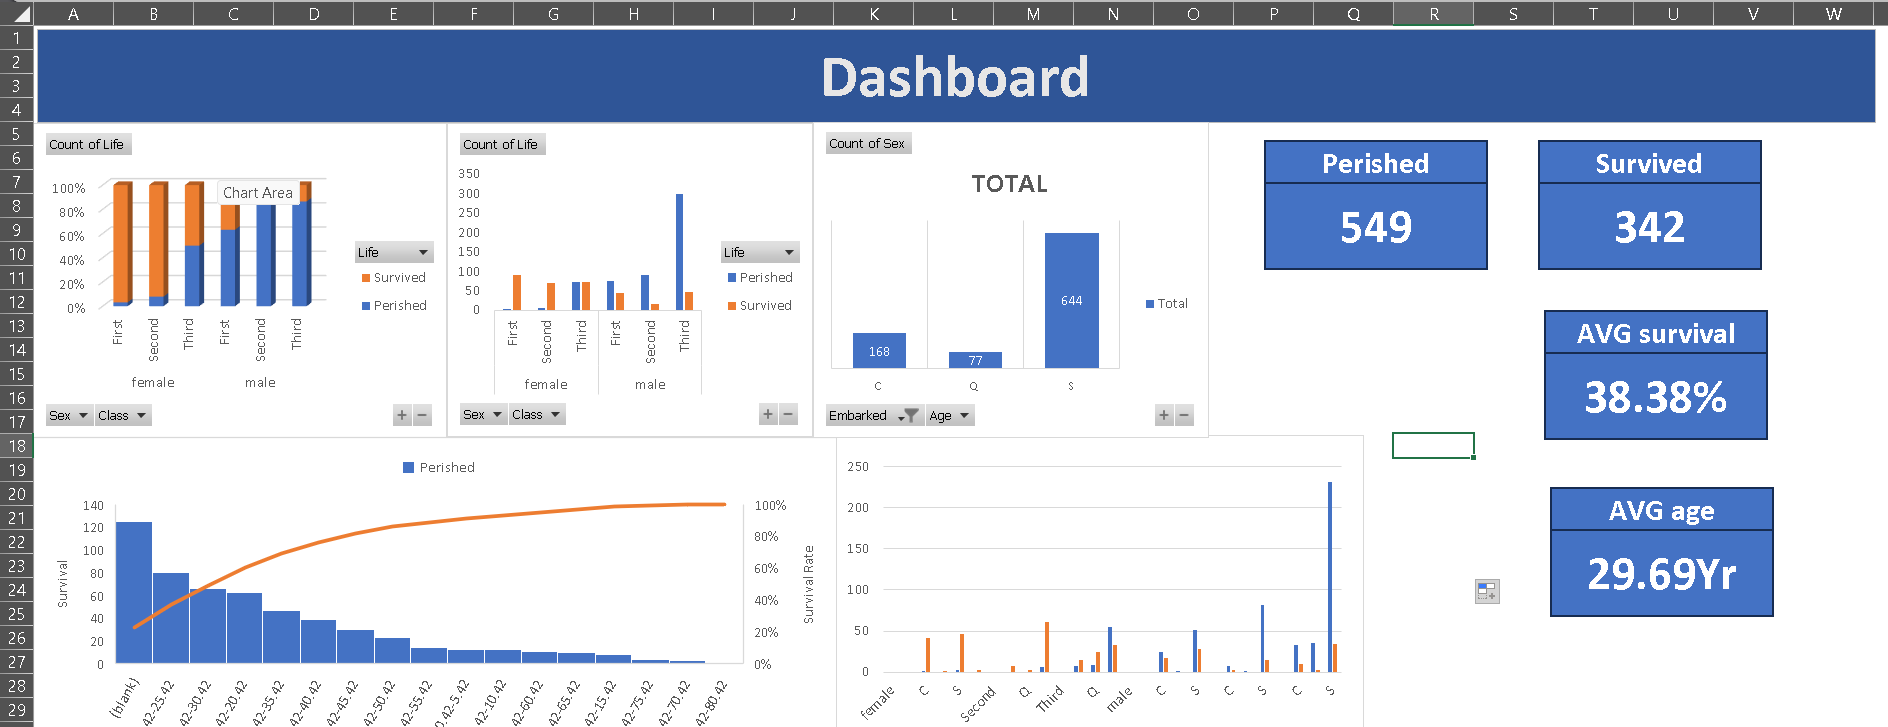 A B C D E F G H I J K L M N O P Q R S T U V W
1
2
3
4
5
6
7
8
9
10
11
12
13
14
15
16
17
18
19
20
21
22
23
24
25
26
27
28
29
Dashboard
Count of Life
100%
80%
60%
40%
20%
0%
Chart Area
First Second Third First Second Third
female male
Life
Survived
Perished
Sex Class + −
Count of Life
350
300
250
200
150
100
50
0
First Second Third First Second Third
female male
Life
Perished
Survived
Sex Class + −
Count of Sex
TOTAL
168 77 644
C Q S
Total
Embarked Age + −
Perished
549
Survived
342
AVG survival
38.38%
AVG age
29.69Yr
Perished
Survival
140
120
100
80
60
40
20
0
100%
80%
60%
40%
20%
0%
Survival Rate
(blank) 42-25.42 42-30.42 42-20.42 42-35.42 42-40.42 42-45.42 42-50.42 42-55.42 0.42-5.42 42-10.42 42-60.42 42-65.42 42-15.42 42-75.42 42-70.42 42-80.42
250
200
150
100
50
0
female C S Second Q Third Q male C S C S C S